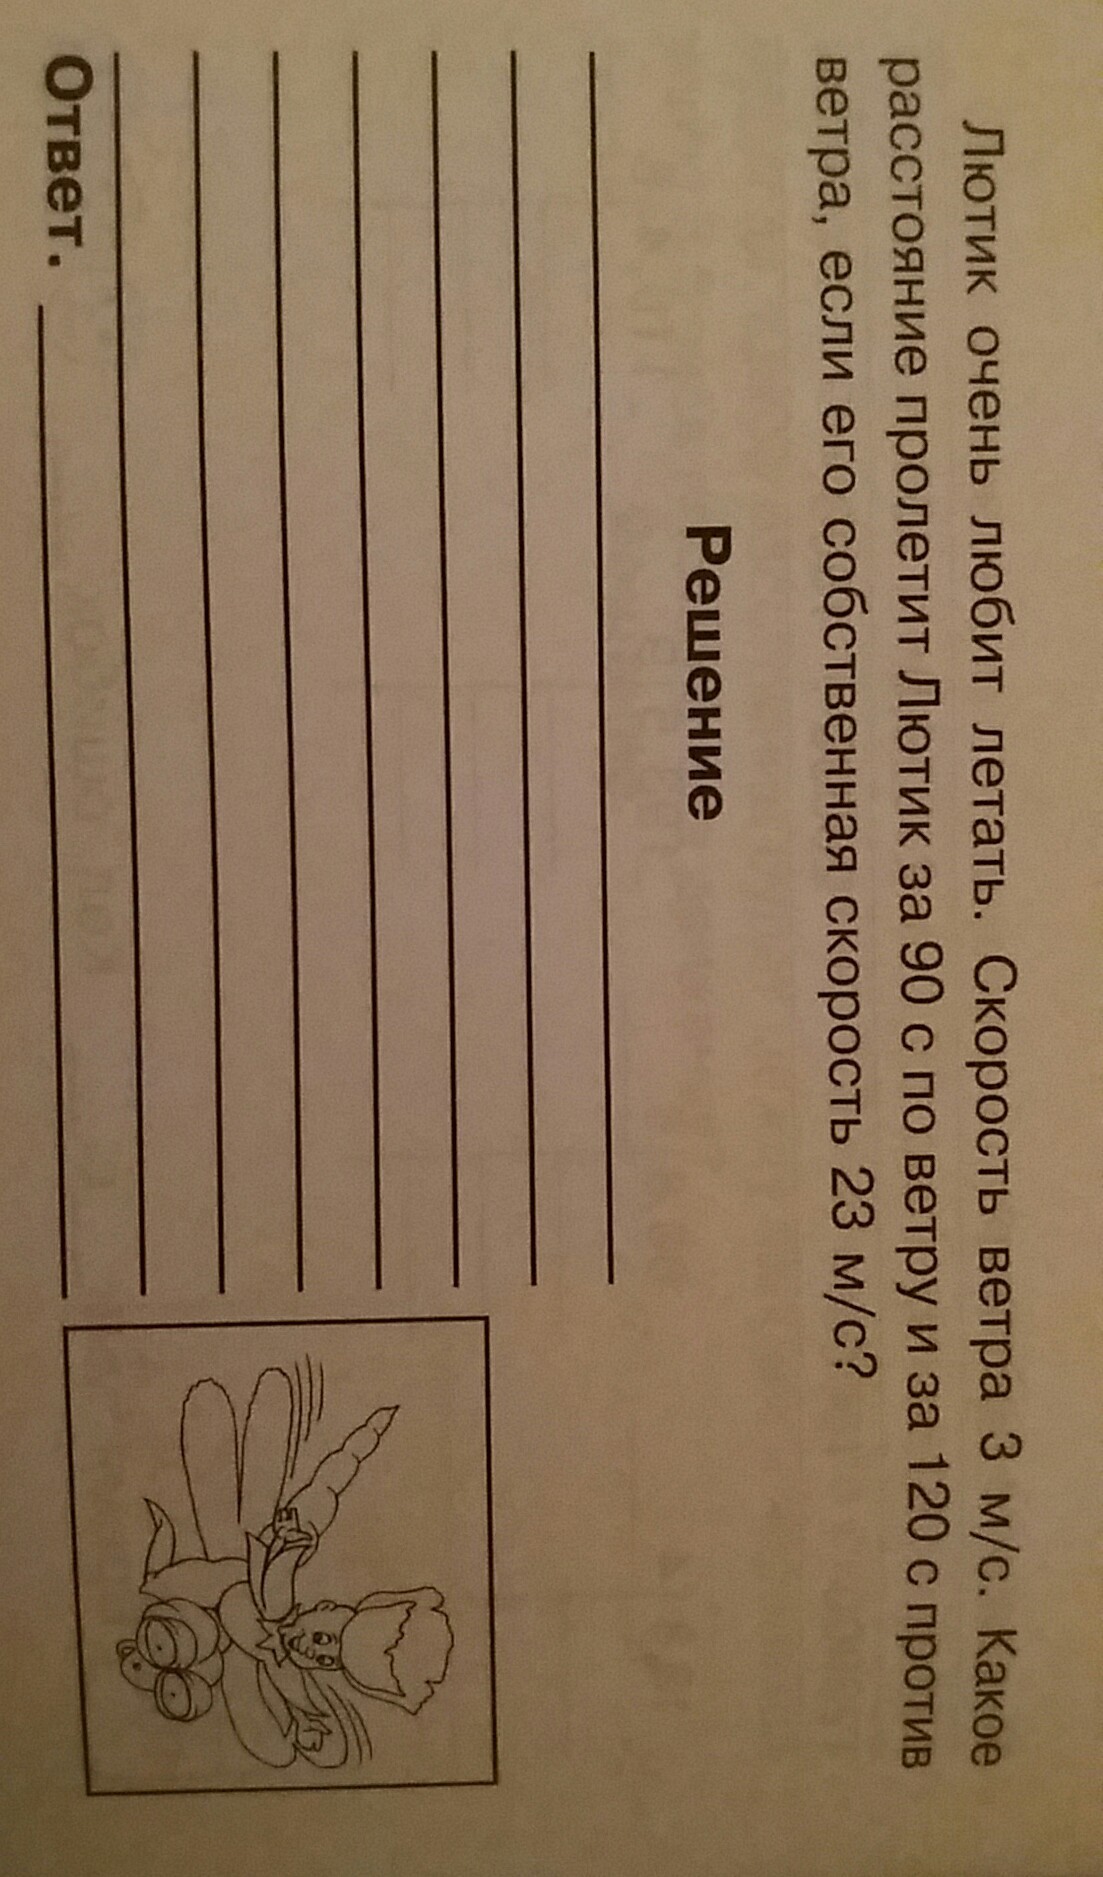 Лютик очень любит летать. Скорость ветра 3 м/с. Какое
расстояние пролетит Лютик за 90 с по ветру и за 120 с против
ветра, если его собственная скорость 23 м/с?
Решение
Ответ.